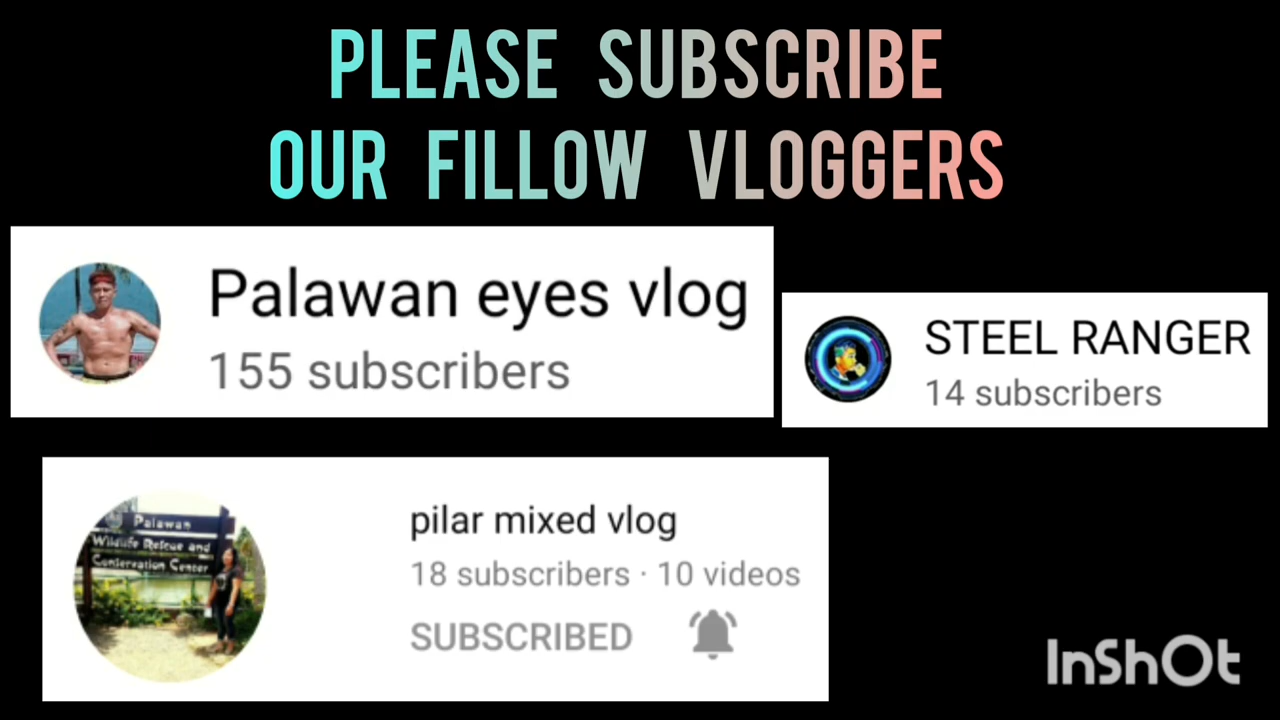 PLEASE SUBSCRIBE
OUR FILLOW VLOGGERS
Palawan eyes vlog
155 subscribers
STEEL RANGER
14 subscribers
Palawan
Wildlife Rescue and
Conservation Center
pilar mixed vlog
18 subscribers · 10 videos
SUBSCRIBED
InShOt